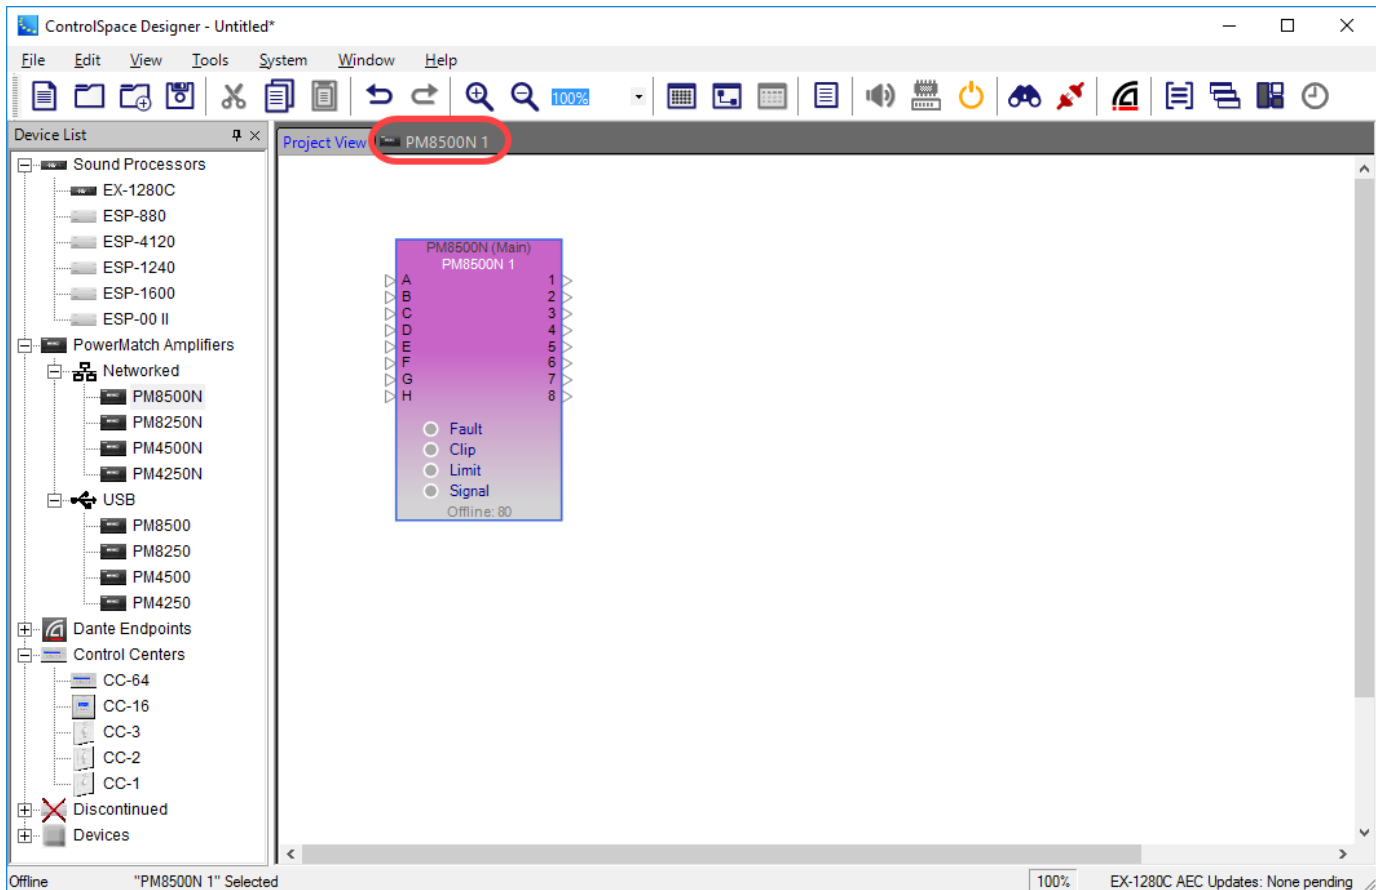 ControlSpace Designer - Untitled*
File Edit View Tools System Window Help
100%
Device List
Project View PM8500N 1
Sound Processors
EX-1280C
ESP-880
ESP-4120
ESP-1240
ESP-1600
ESP-00 II
PowerMatch Amplifiers
Networked
PM8500N
PM8250N
PM4500N
PM4250N
USB
PM8500
PM8250
PM4500
PM4250
Dante Endpoints
Control Centers
CC-64
CC-16
CC-3
CC-2
CC-1
Discontinued
Devices
PM8500N (Main)
PM8500N 1
A 1
B 2
C 3
D 4
E 5
F 6
G 7
H 8
Fault
Clip
Limit
Signal
Offline: 80
Offline "PM8500N 1" Selected 100% EX-1280C AEC Updates: None pending